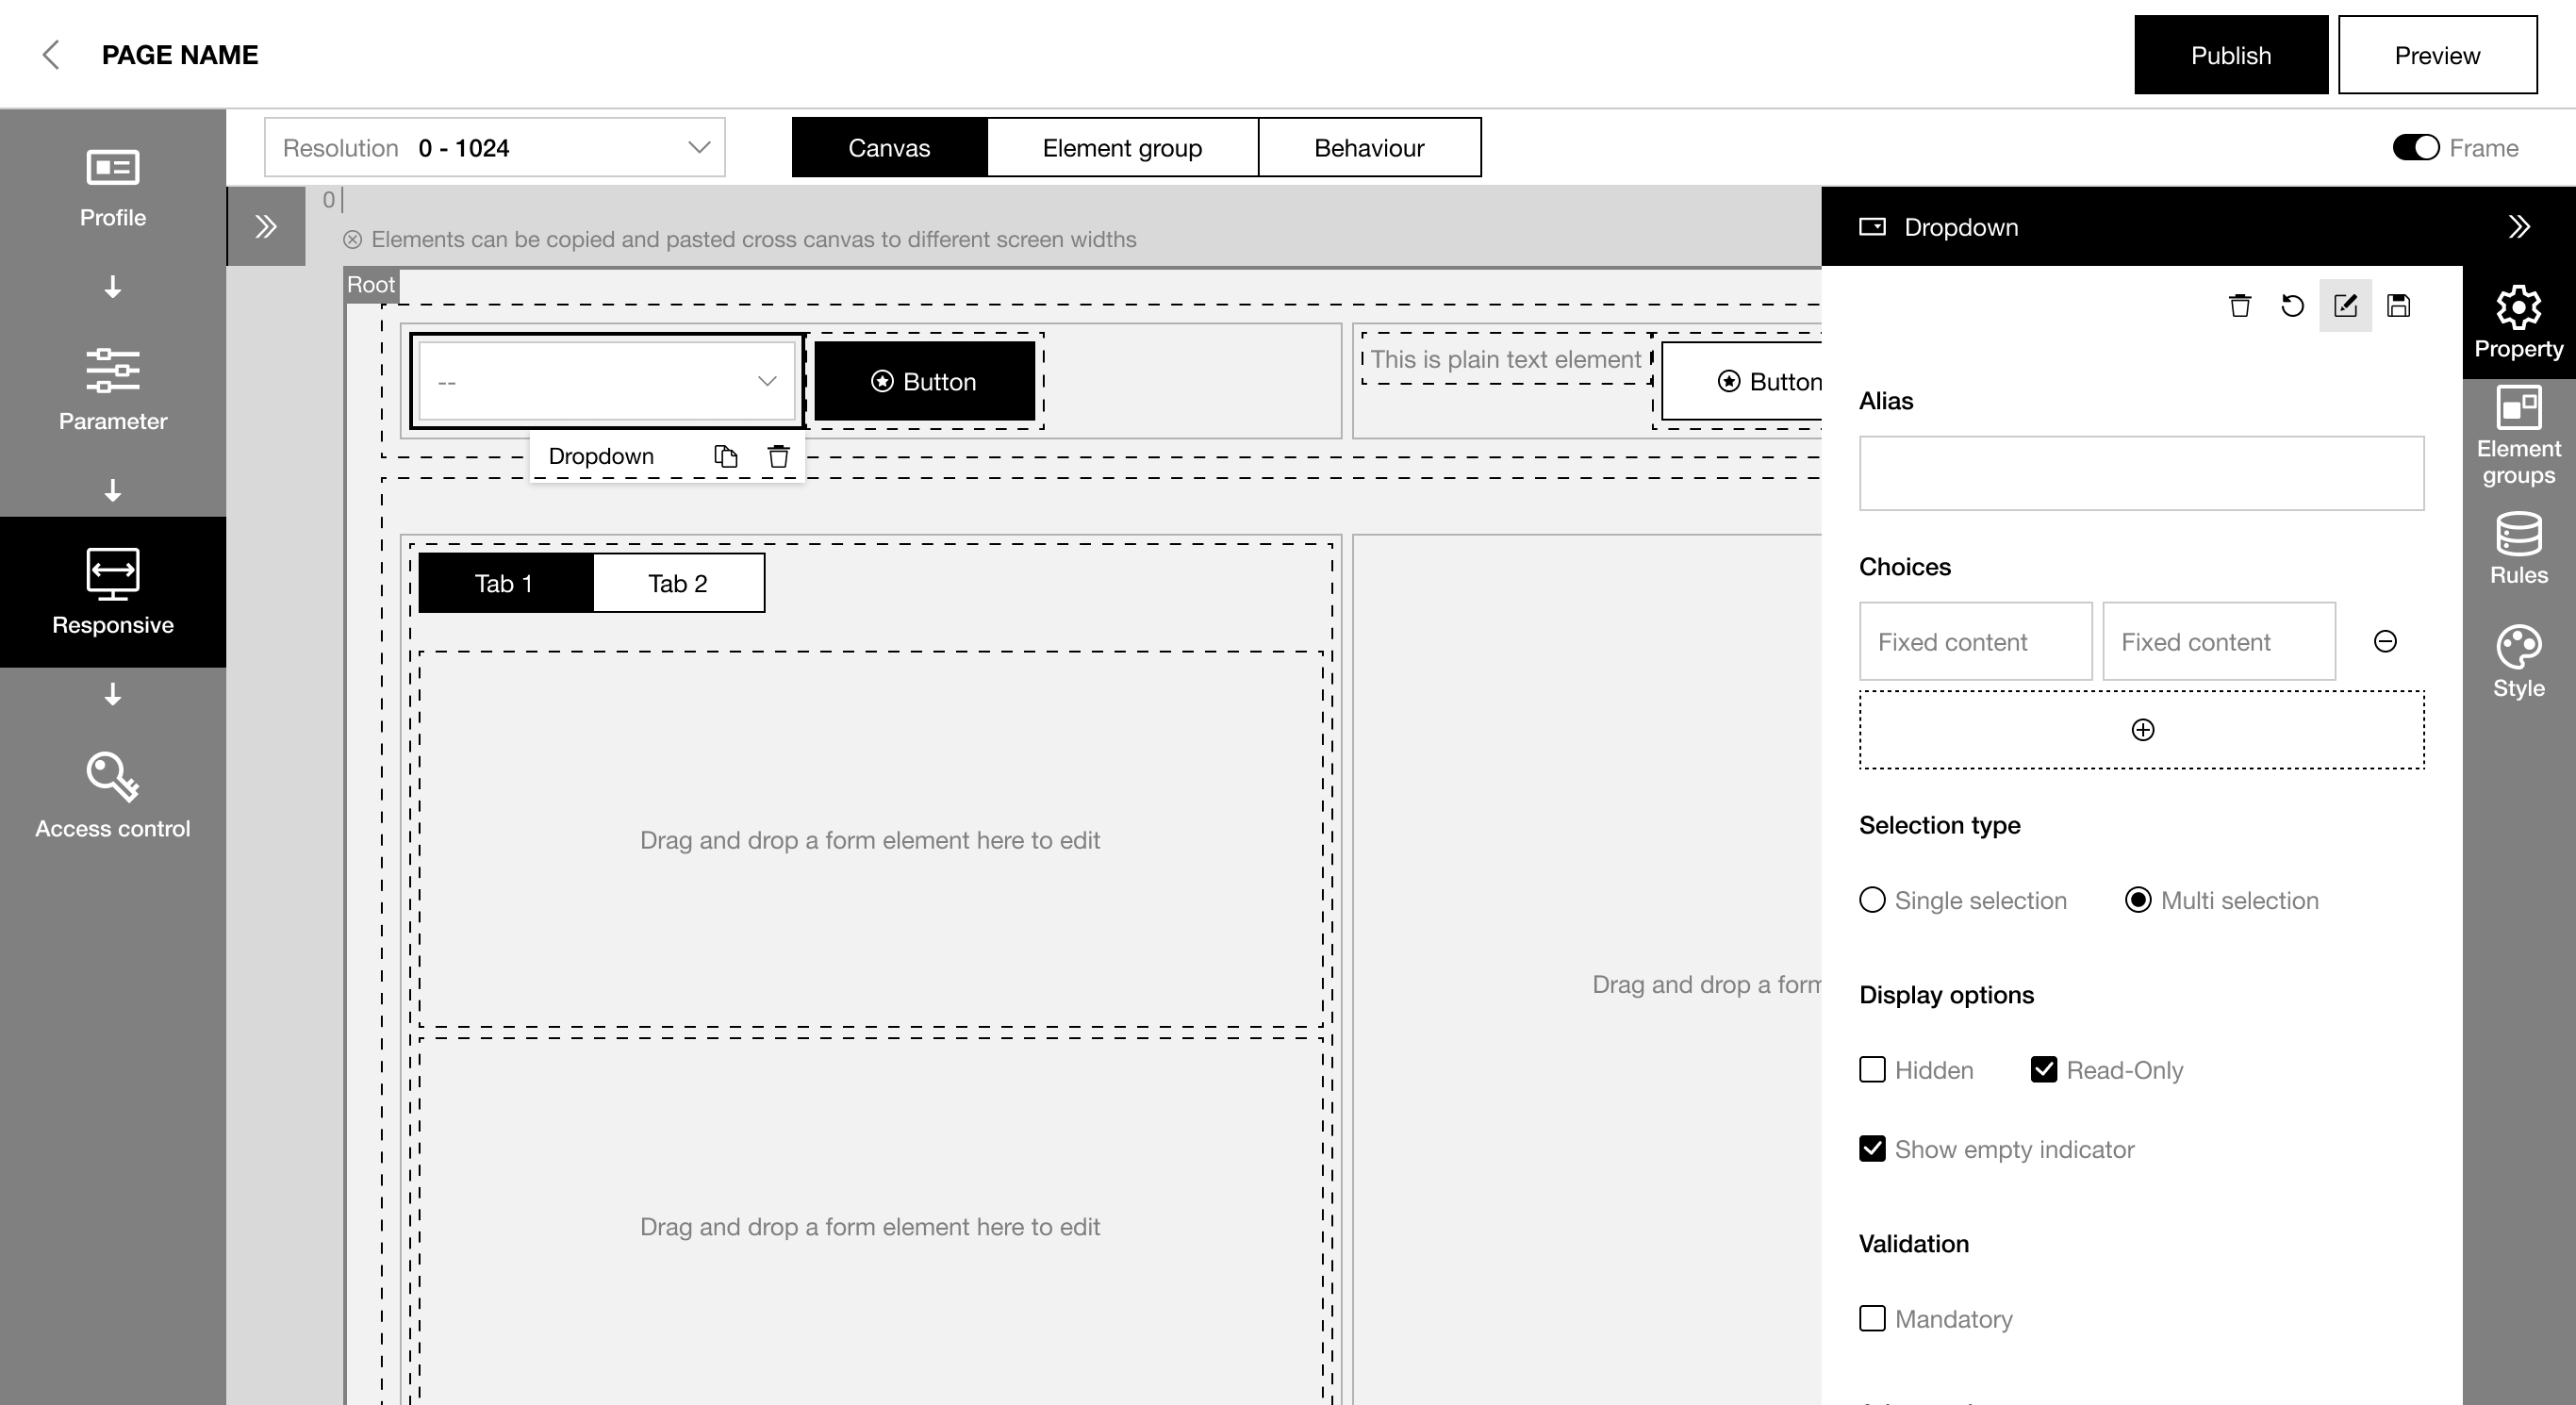 PAGE NAME
Publish
Preview
Profile
Parameter
Responsive
Access control
Resolution 0 - 1024
Canvas
Element group
Behaviour
Frame
0
Elements can be copied and pasted cross canvas to different screen widths
Root
--
Button
This is plain text element
Button
Dropdown
Tab 1
Tab 2
Drag and drop a form element here to edit
Drag and drop a form
Drag and drop a form element here to edit
Dropdown
Alias
Choices
Fixed content
Fixed content
Selection type
Single selection
Multi selection
Display options
Hidden
Read-Only
Show empty indicator
Validation
Mandatory
Property
Element
groups
Rules
Style